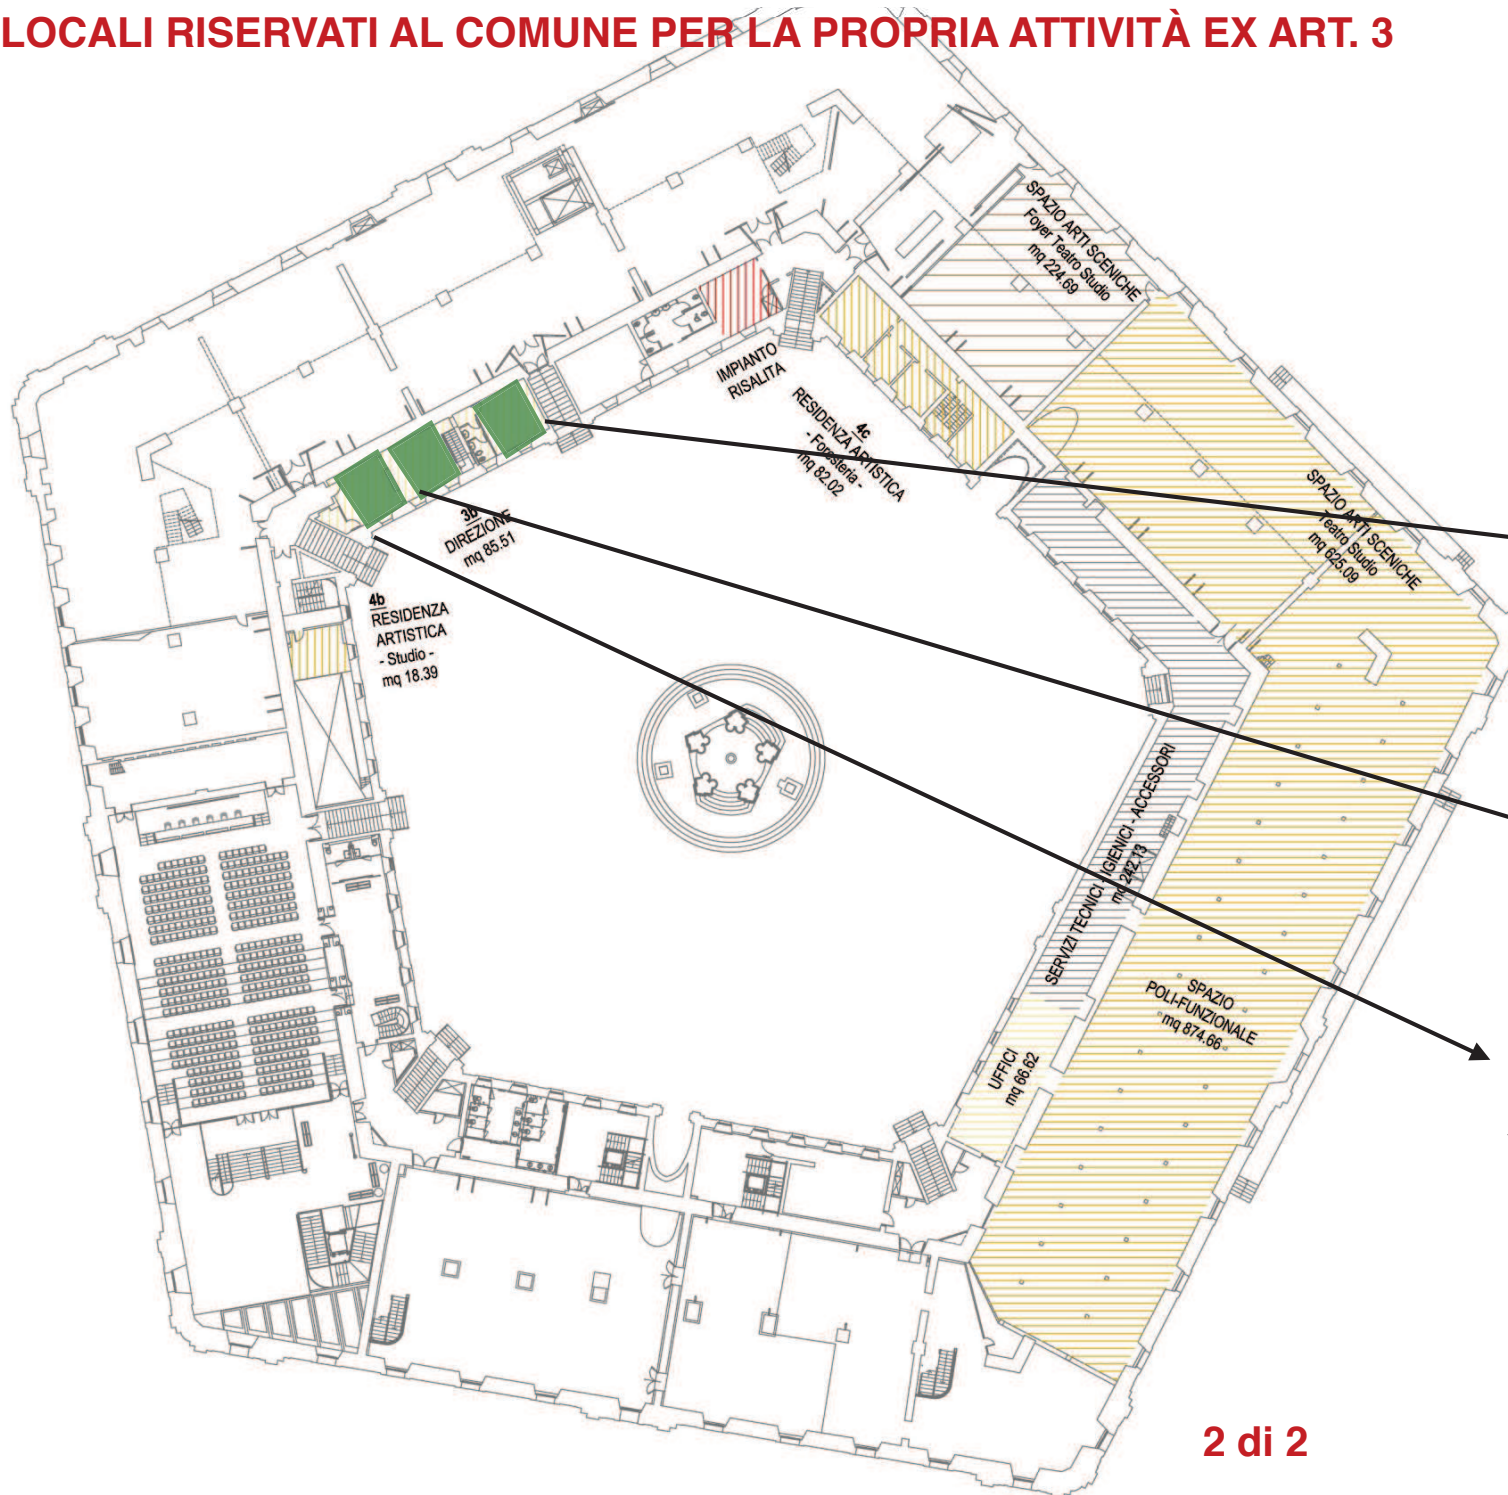 LOCALI RISERVATI AL COMUNE PER LA PROPRIA ATTIVITÀ EX ART. 3
SPAZIO ARTI SCENICHE
Foyer Teatro Studio
mq 224.69
IMPIANTO
RISALITA
4c
RESIDENZA ARTISTICA
- Foresteria -
mq 82.02
SPAZIO ARTI SCENICHE
Teatro Studio
mq 625.09
3b
DIREZIONE
mq 85.51
4b
RESIDENZA
ARTISTICA
- Studio -
mq 18.39
SERVIZI TECNICI - IGIENICI - ACCESSORI
mq 242.13
SPAZIO
POLI-FUNZIONALE
mq 874.66
UFFICI
mq 66.62
2 di 2